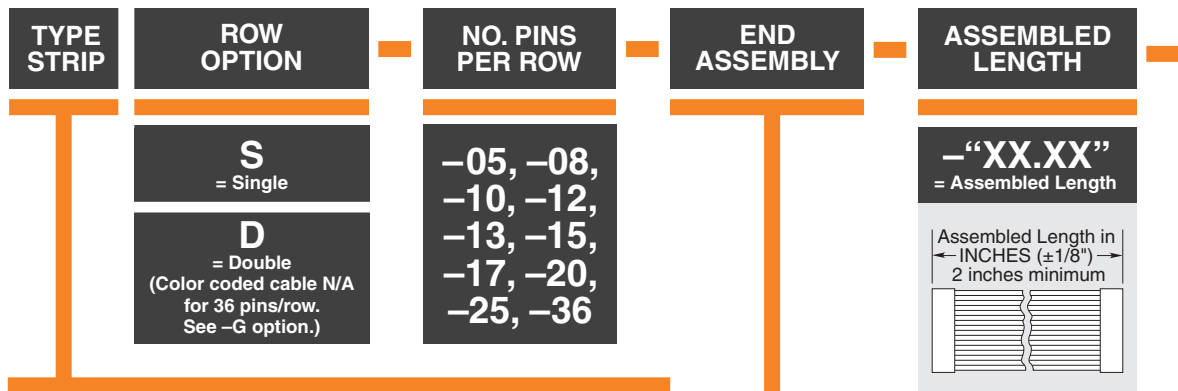 TYPE
STRIP
ROW
OPTION
NO. PINS
PER ROW
END
ASSEMBLY
ASSEMBLED
LENGTH
S
= Single
D
= Double
(Color coded cable N/A
for 36 pins/row.
See –G option.)
–05, –08,
–10, –12,
–13, –15,
–17, –20,
–25, –36
–“XX.XX”
= Assembled Length
Assembled Length in
INCHES (±1/8")
2 inches minimum